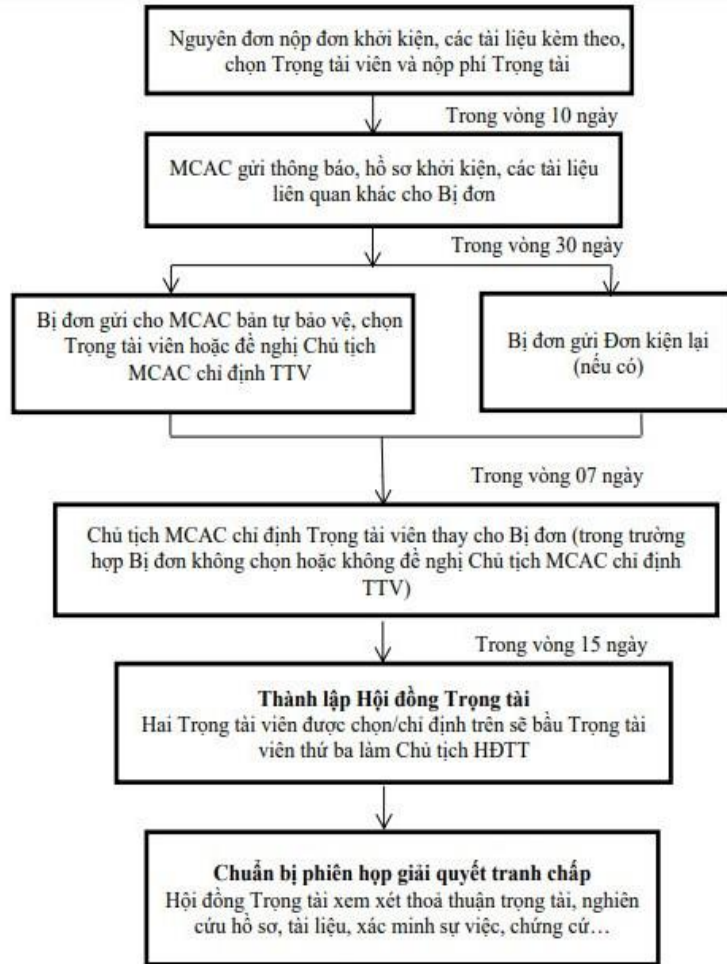 Nguyên đơn nộp đơn khởi kiện, các tài liệu kèm theo,
chọn Trọng tài viên và nộp phí Trọng tài
Trong vòng 10 ngày
MCAC gửi thông báo, hồ sơ khởi kiện, các tài liệu
liên quan khác cho Bị đơn
Trong vòng 30 ngày
Bị đơn gửi cho MCAC bản tự bảo vệ, chọn
Trọng tài viên hoặc đề nghị Chủ tịch
MCAC chỉ định TTV
Bị đơn gửi Đơn kiện lại
(nếu có)
Trong vòng 07 ngày
Chủ tịch MCAC chỉ định Trọng tài viên thay cho Bị đơn (trong trường
hợp Bị đơn không chọn hoặc không đề nghị Chủ tịch MCAC chỉ định
TTV)
Trong vòng 15 ngày
Thành lập Hội đồng Trọng tài
Hai Trọng tài viên được chọn/chỉ định trên sẽ bầu Trọng tài
viên thứ ba làm Chủ tịch HĐTT
Chuẩn bị phiên họp giải quyết tranh chấp
Hội đồng Trọng tài xem xét thoả thuận trọng tài, nghiên
cứu hồ sơ, tài liệu, xác minh sự việc, chứng cứ…